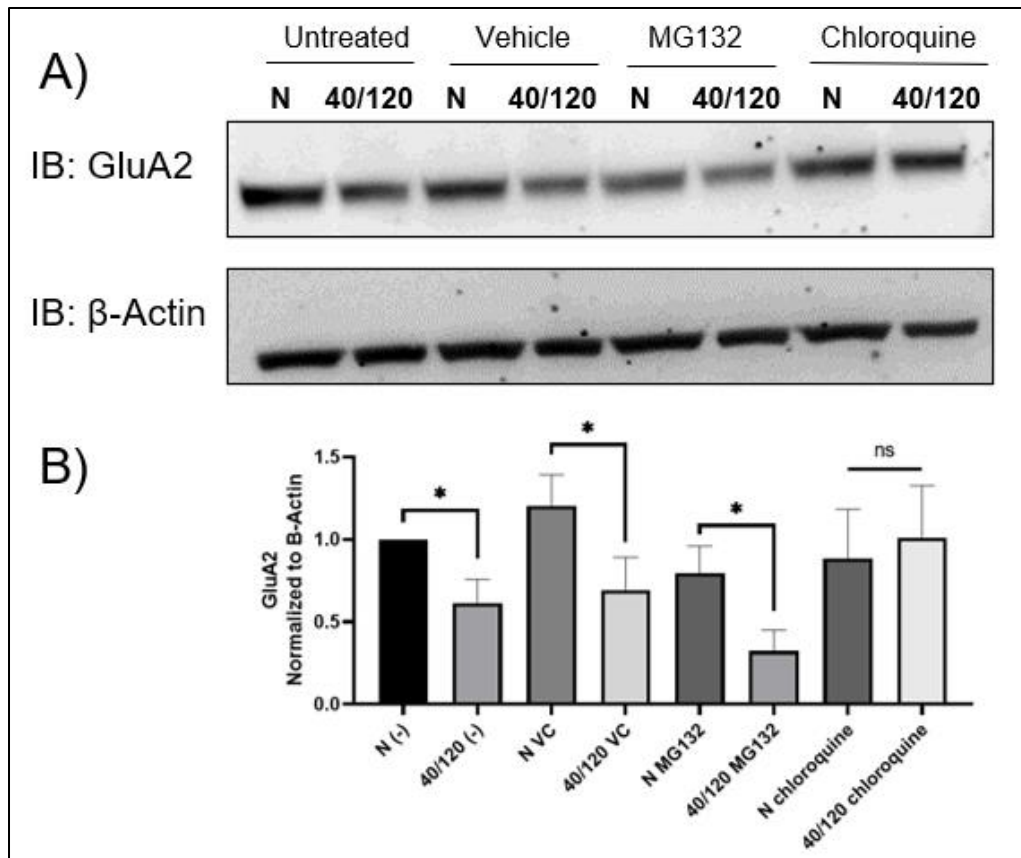 A)
Untreated Vehicle MG132 Chloroquine
N 40/120 N 40/120 N 40/120 N 40/120
IB: GluA2
IB: β-Actin
B)
GluA2
Normalized to B-Actin
1.5
1.0
0.5
0.0
*
*
*
ns
N (-)
40/120 (-)
N VC
40/120 VC
N MG132
40/120 MG132
N chloroquine
40/120 chloroquine